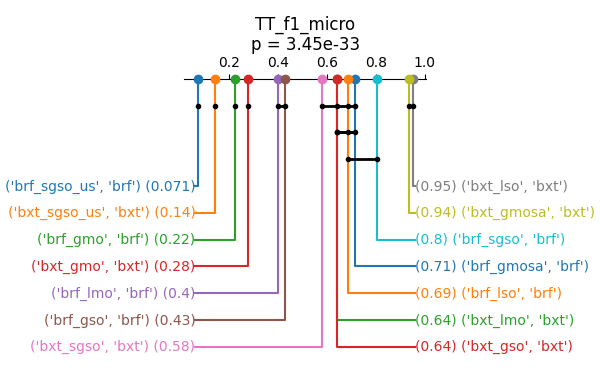 TT_f1_micro
p = 3.45e-33
0.2 0.4 0.6 0.8 1.0
('brf_sgso_us', 'brf') (0.071) (0.95) ('bxt_lso', 'bxt')
('bxt_sgso_us', 'bxt') (0.14) (0.94) ('bxt_gmosa', 'bxt')
('brf_gmo', 'brf') (0.22) (0.8) ('brf_sgso', 'brf')
('bxt_gmo', 'bxt') (0.28) (0.71) ('brf_gmosa', 'brf')
('brf_lmo', 'brf') (0.4) (0.69) ('brf_lso', 'brf')
('brf_gso', 'brf') (0.43) (0.64) ('bxt_lmo', 'bxt')
('bxt_sgso', 'bxt') (0.58) (0.64) ('bxt_gso', 'bxt')